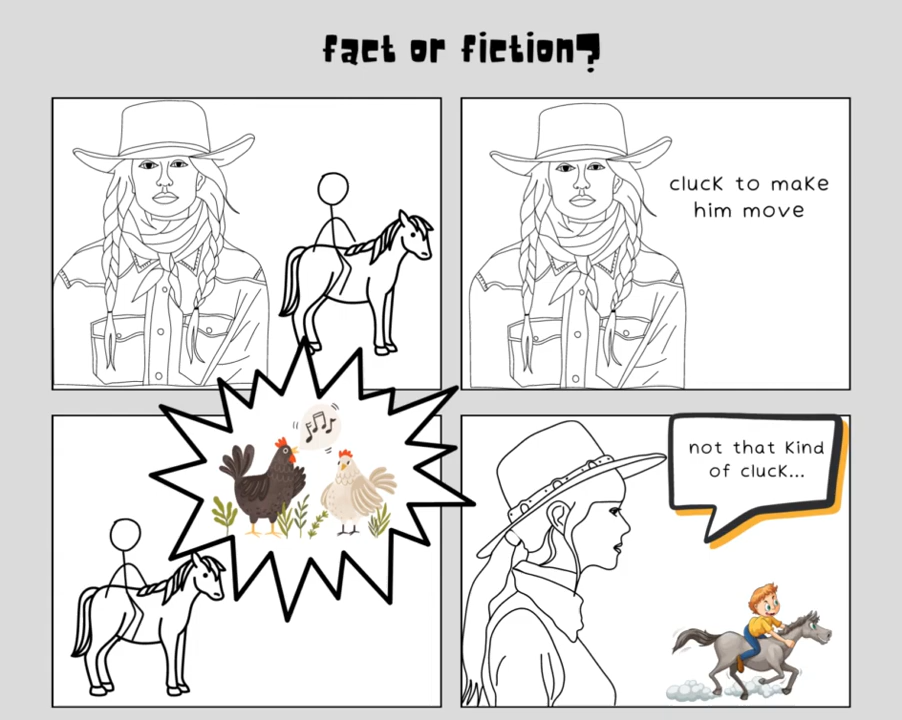 fact or fiction?
cluck to make
him move
not that kind
of cluck...